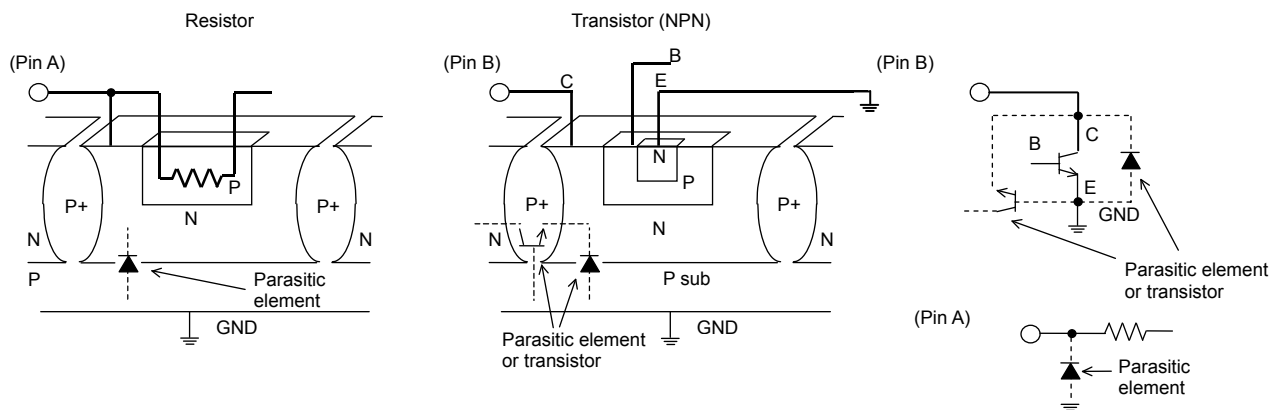 Resistor
(Pin A)
P
N
P+
P+
N
N
P
Parasitic
element
GND
Transistor (NPN)
(Pin B)
C
B
E
N
P
N
P+
P+
N
N
P sub
Parasitic element
or transistor
GND
(Pin B)
C
B
E
GND
Parasitic element
or transistor
(Pin A)
Parasitic
element